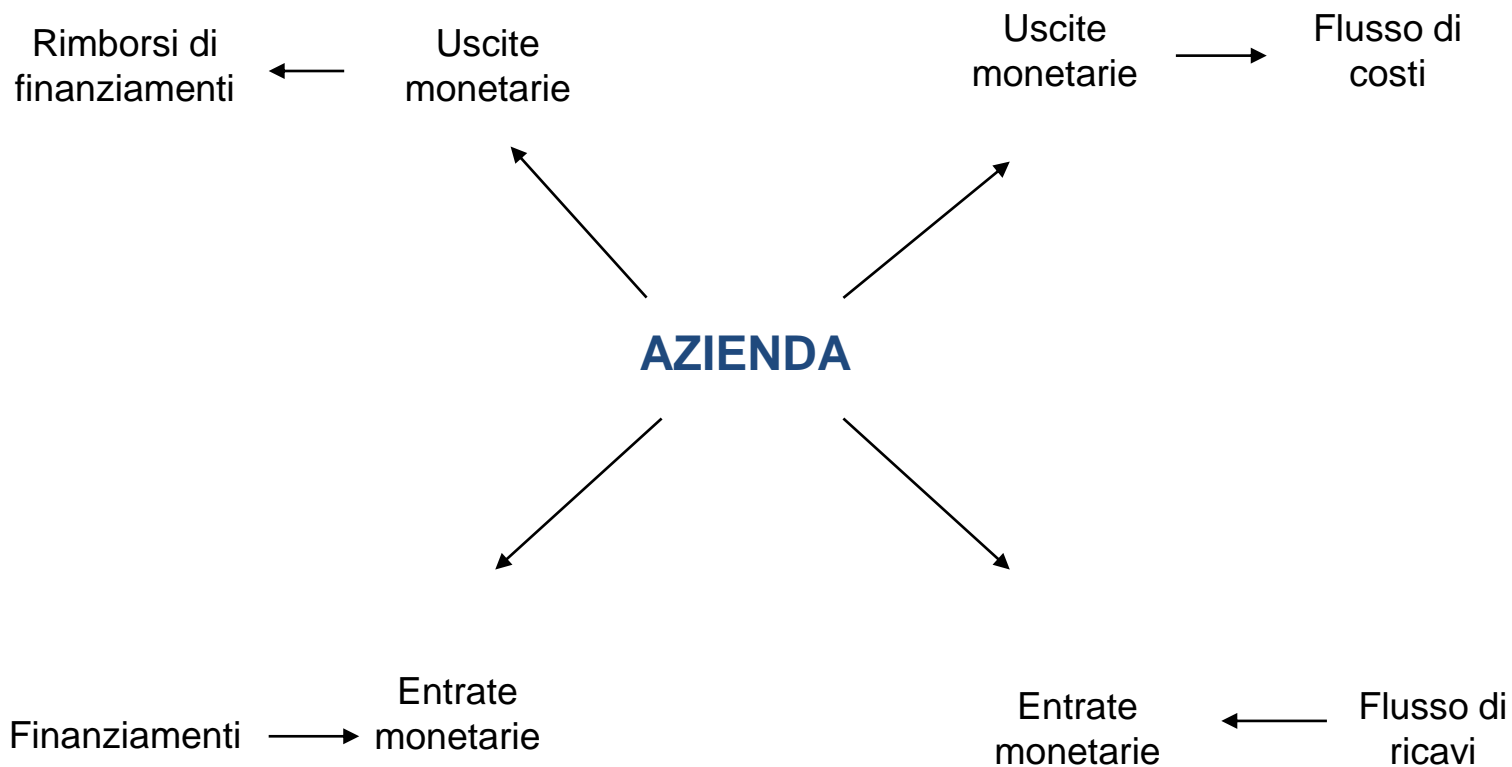 Rimborsi di
finanziamenti
Uscite
monetarie
Uscite
monetarie
Flusso di
costi
AZIENDA
Finanziamenti
Entrate
monetarie
Entrate
monetarie
Flusso di
ricavi